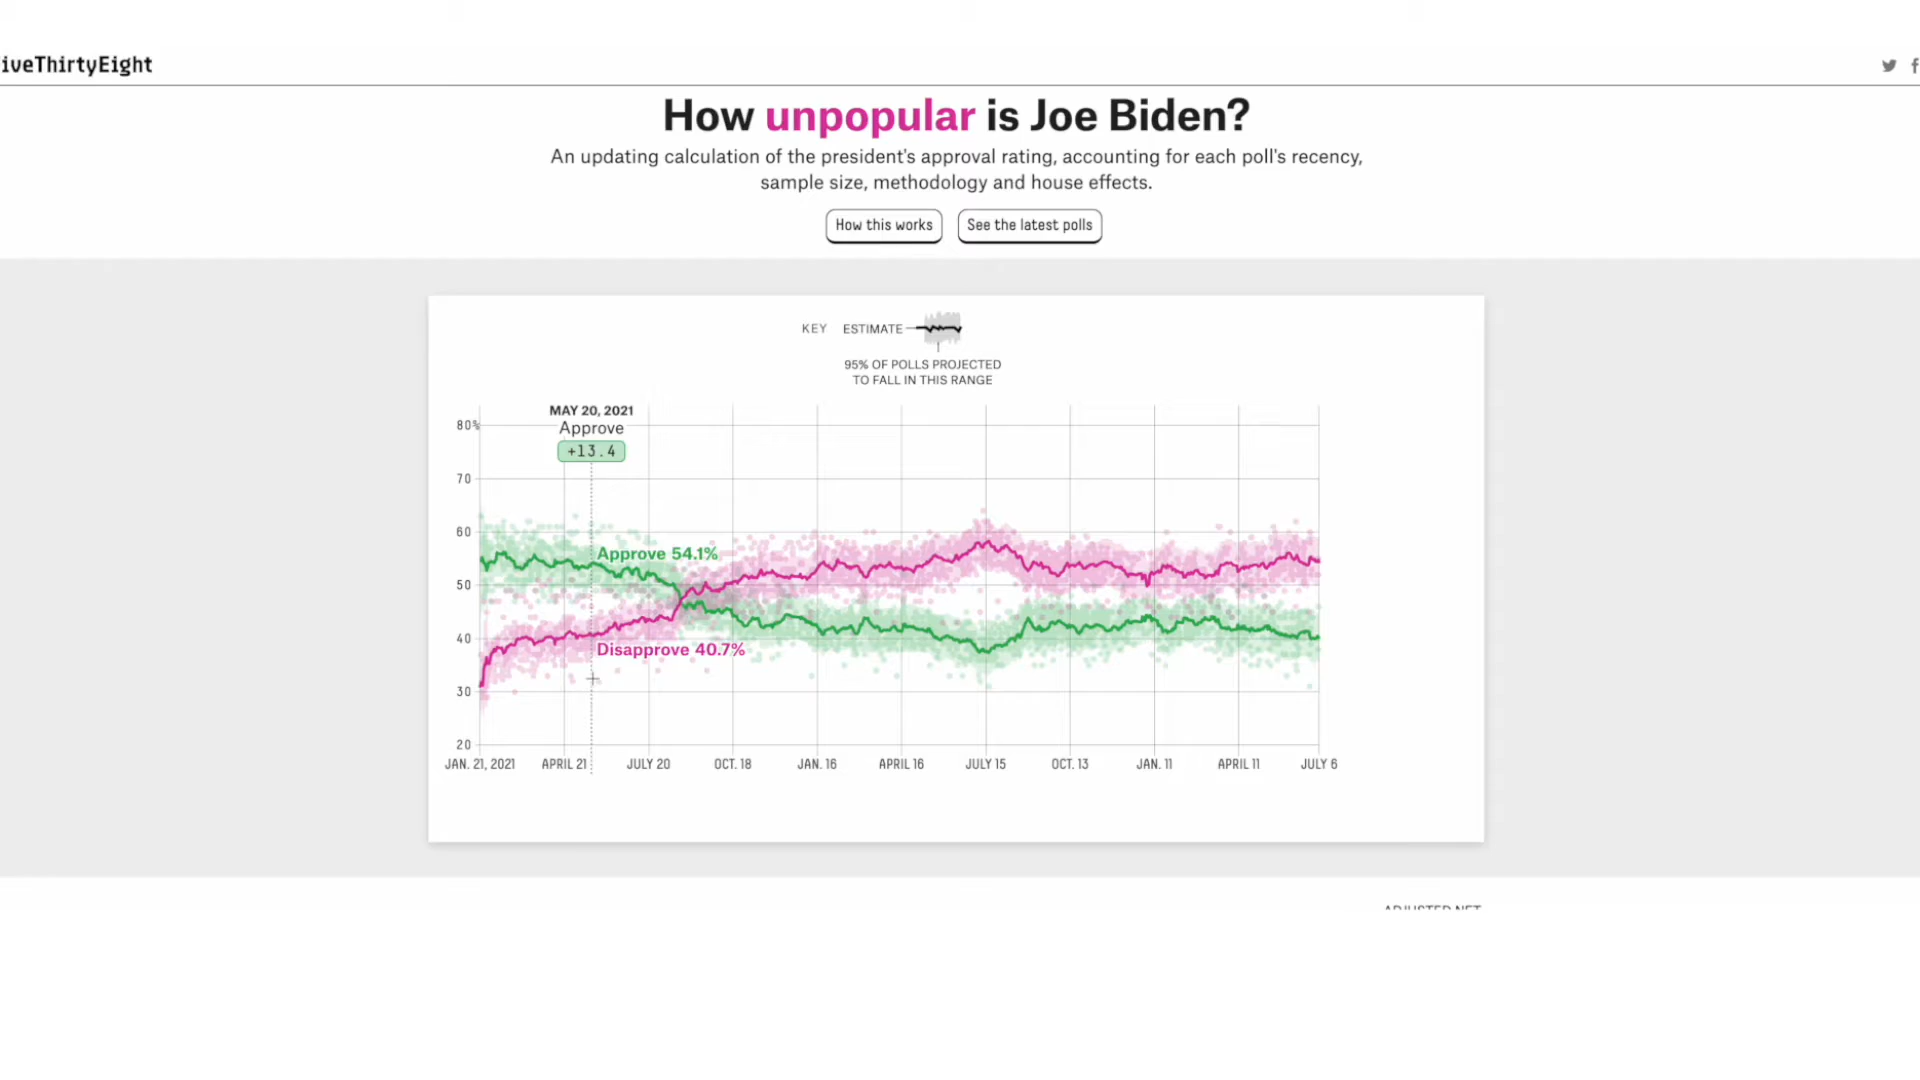 iveThirtyEight
How unpopular is Joe Biden?
An updating calculation of the president's approval rating, accounting for each poll's recency,
sample size, methodology and house effects.
How this works
See the latest polls
KEY ESTIMATE
95% OF POLLS PROJECTED
TO FALL IN THIS RANGE
MAY 20, 2021
Approve
+13.4
80%
70
60
50
40
30
20
Approve 54.1%
Disapprove 40.7%
JAN. 21, 2021 APRIL 21 JULY 20 OCT. 18 JAN. 16 APRIL 16 JULY 15 OCT. 13 JAN. 11 APRIL 11 JULY 6
ADJUSTED NET